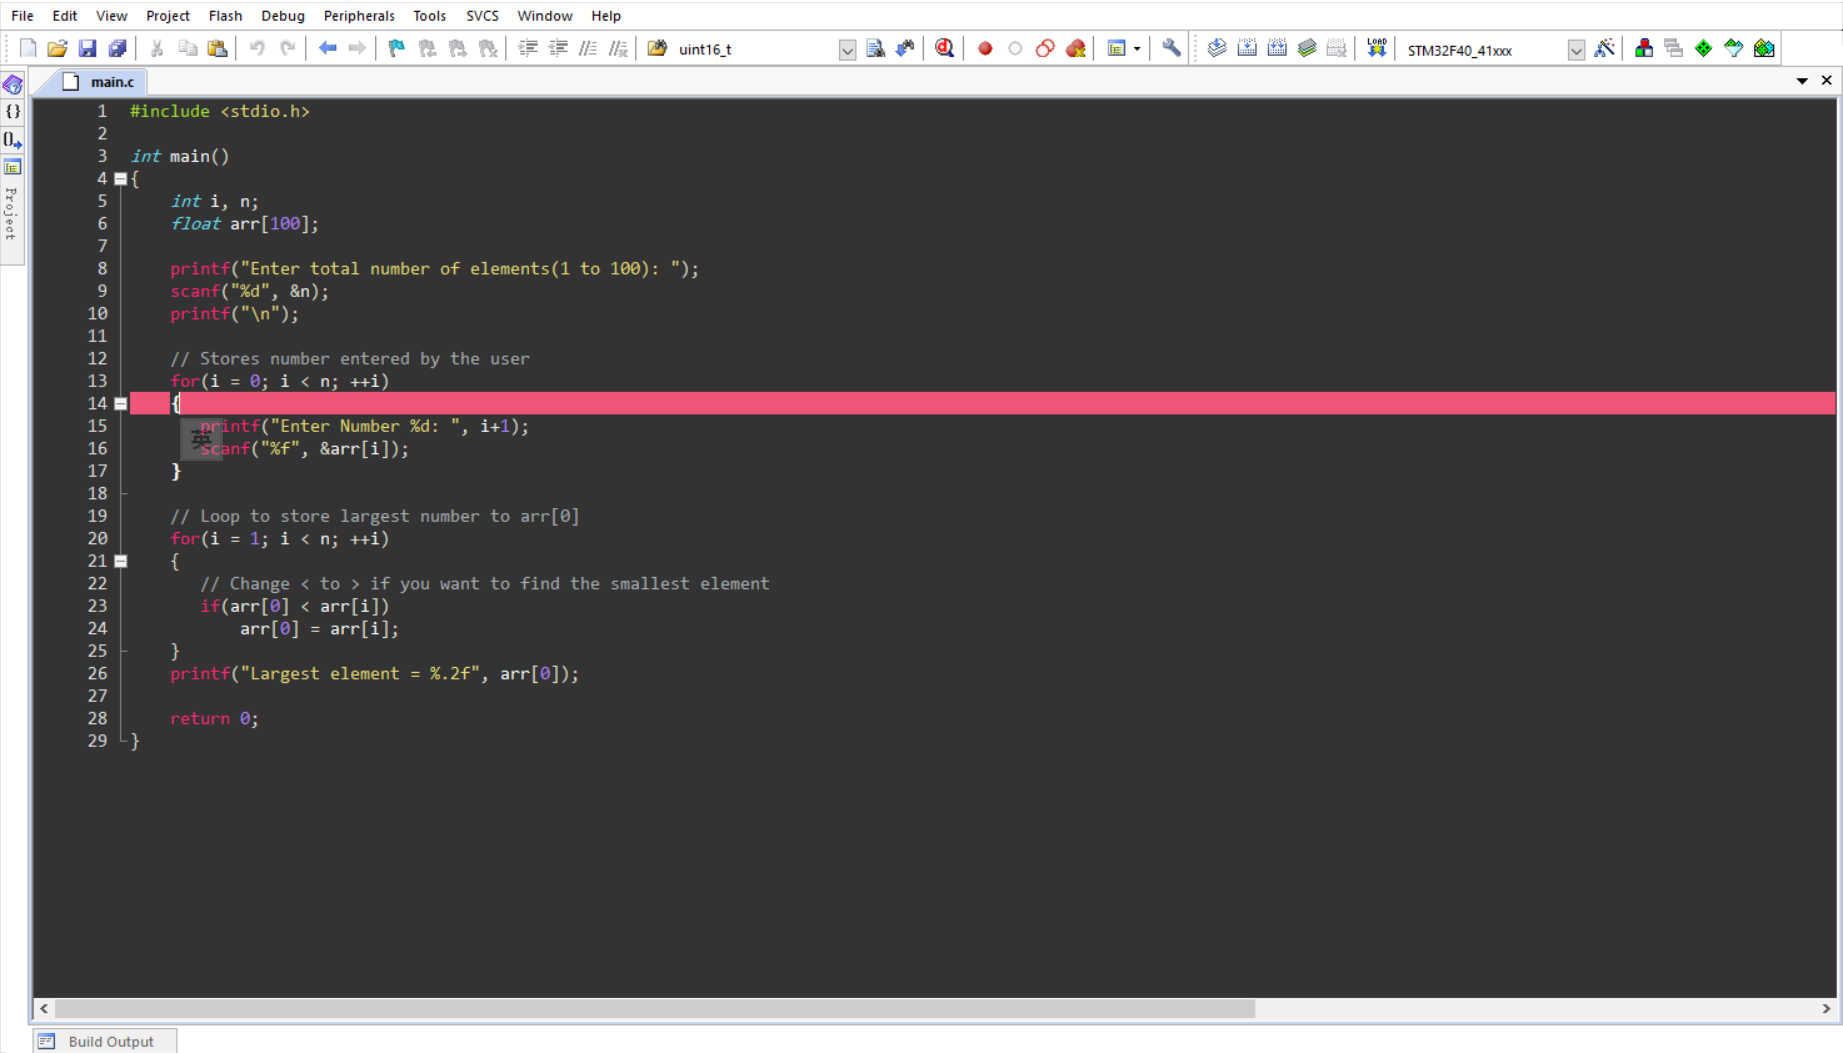 File Edit View Project Flash Debug Peripherals Tools SVCS Window Help
uint16_t LOAD STM32F40_41xxx
main.c
Project
1 #include <stdio.h>
2
3 int main()
4 {
5     int i, n;
6     float arr[100];
7
8     printf("Enter total number of elements(1 to 100): ");
9     scanf("%d", &n);
10     printf("\n");
11
12     // Stores number entered by the user
13     for(i = 0; i < n; ++i)
14     {
15        printf("Enter Number %d: ", i+1);
英
16        scanf("%f", &arr[i]);
17     }
18
19     // Loop to store largest number to arr[0]
20     for(i = 1; i < n; ++i)
21     {
22        // Change < to > if you want to find the smallest element
23        if(arr[0] < arr[i])
24            arr[0] = arr[i];
25     }
26     printf("Largest element = %.2f", arr[0]);
27
28     return 0;
29 }
Build Output